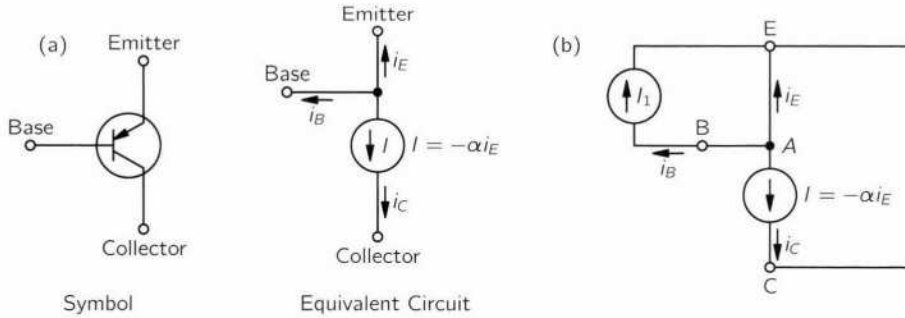 (a)
Emitter
Base
Collector
Symbol
Emitter
i_E
Base
i_B
I
I = −αi_E
i_C
Collector
Equivalent Circuit
(b)
E
I_1
i_E
B
A
i_B
I = −αi_E
i_C
C